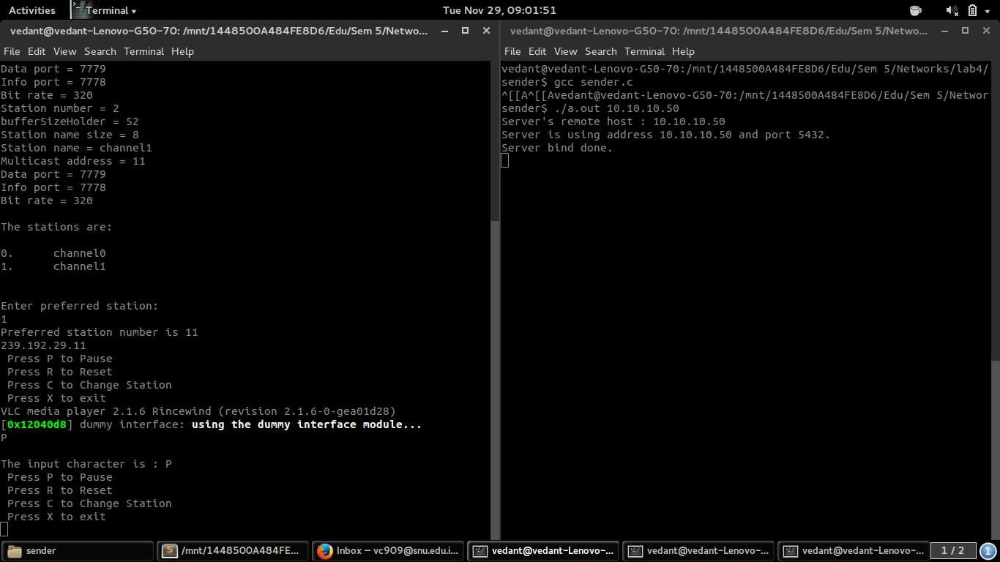 Activities Terminal Tue Nov 29, 09:01:51
vedant@vedant-Lenovo-G50-70: /mnt/1448500A484FE8D6/Edu/Sem 5/Netwo...
File Edit View Search Terminal Help
Data port = 7779
Info port = 7778
Bit rate = 320
Station number = 2
bufferSizeHolder = 52
Station name size = 8
Station name = channel1
Multicast address = 11
Data port = 7779
Info port = 7778
Bit rate = 320
The stations are:
0. channel0
1. channel1
Enter preferred station:
1
Preferred station number is 11
239.192.29.11
Press P to Pause
Press R to Reset
Press C to Change Station
Press X to exit
VLC media player 2.1.6 Rincewind (revision 2.1.6-0-gea01d28)
[0x12040d8] dummy interface: using the dummy interface module...
P
The input character is : P
Press P to Pause
Press R to Reset
Press C to Change Station
Press X to exit
vedant@vedant-Lenovo-G50-70: /mnt/1448500A484FE8D6/Edu/Sem 5/Netwo...
File Edit View Search Terminal Help
vedant@vedant-Lenovo-G50-70:/mnt/1448500A484FE8D6/Edu/Sem 5/Networks/lab4/
sender$ gcc sender.c
^[[A^[[Avedant@vedant-Lenovo-G50-70:/mnt/1448500A484FE8D6/Edu/Sem 5/Networ
sender$ ./a.out 10.10.10.50
Server's remote host : 10.10.10.50
Server is using address 10.10.10.50 and port 5432.
Server bind done.
sender /mnt/1448500A484FE... Inbox – vc909@snu.edu.i... vedant@vedant-Lenovo-... vedant@vedant-Lenovo-... vedant@vedant-Lenovo-... 1 / 2 1